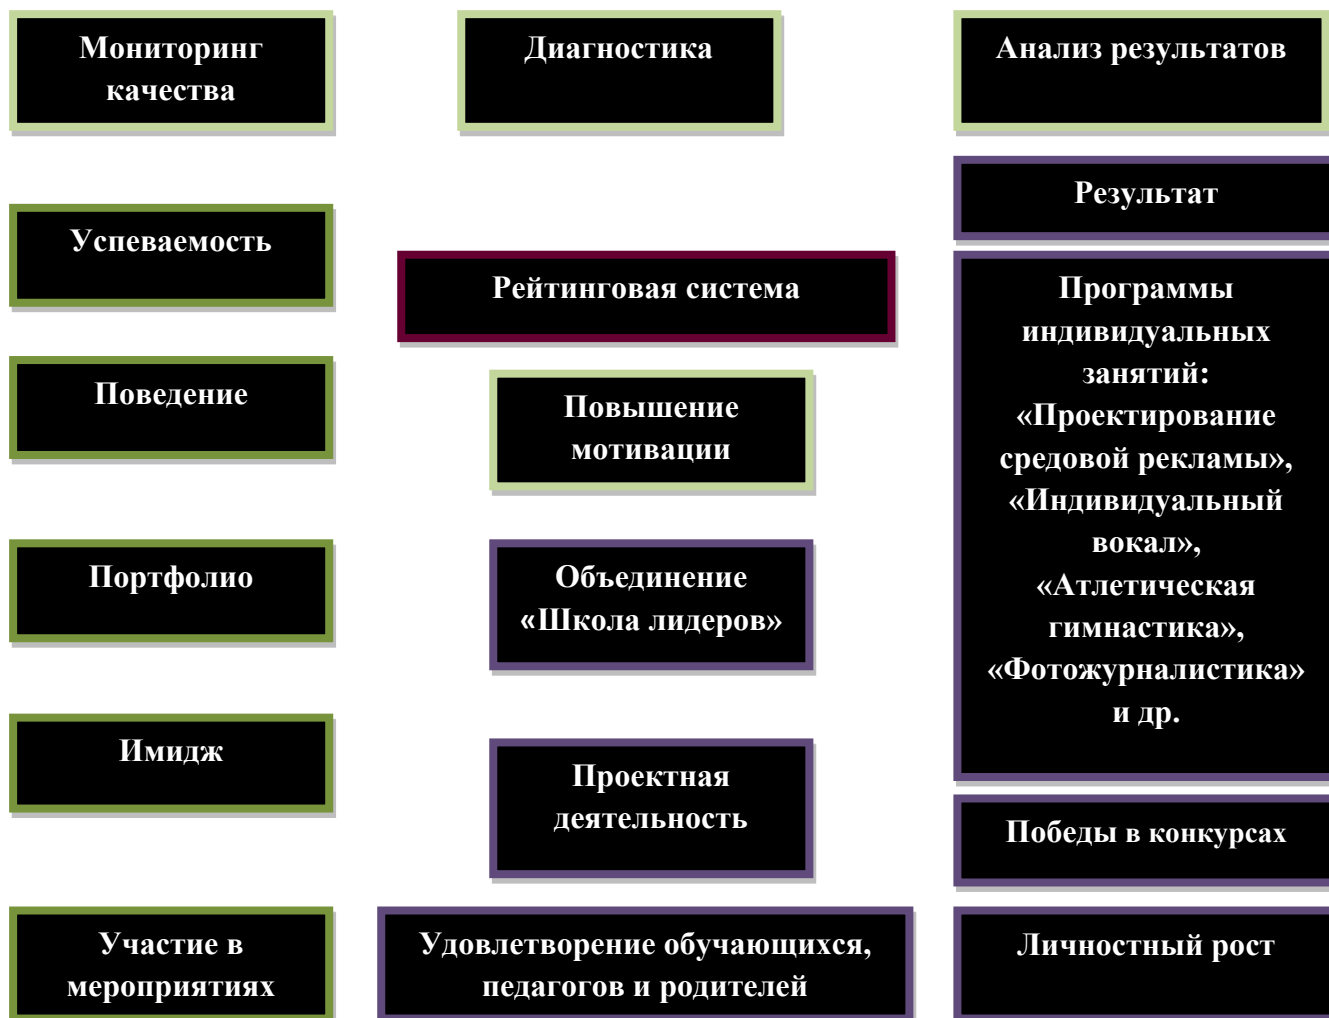 Мониторинг
качества
Диагностика
Анализ результатов
Результат
Успеваемость
Рейтинговая система
Программы
индивидуальных
занятий:
«Проектирование
средовой рекламы»,
«Индивидуальный
вокал»,
«Атлетическая
гимнастика»,
«Фотожурналистика»
и др.
Поведение
Повышение
мотивации
Портфолио
Объединение
«Школа лидеров»
Имидж
Проектная
деятельность
Победы в конкурсах
Участие в
мероприятиях
Удовлетворение обучающихся,
педагогов и родителей
Личностный рост